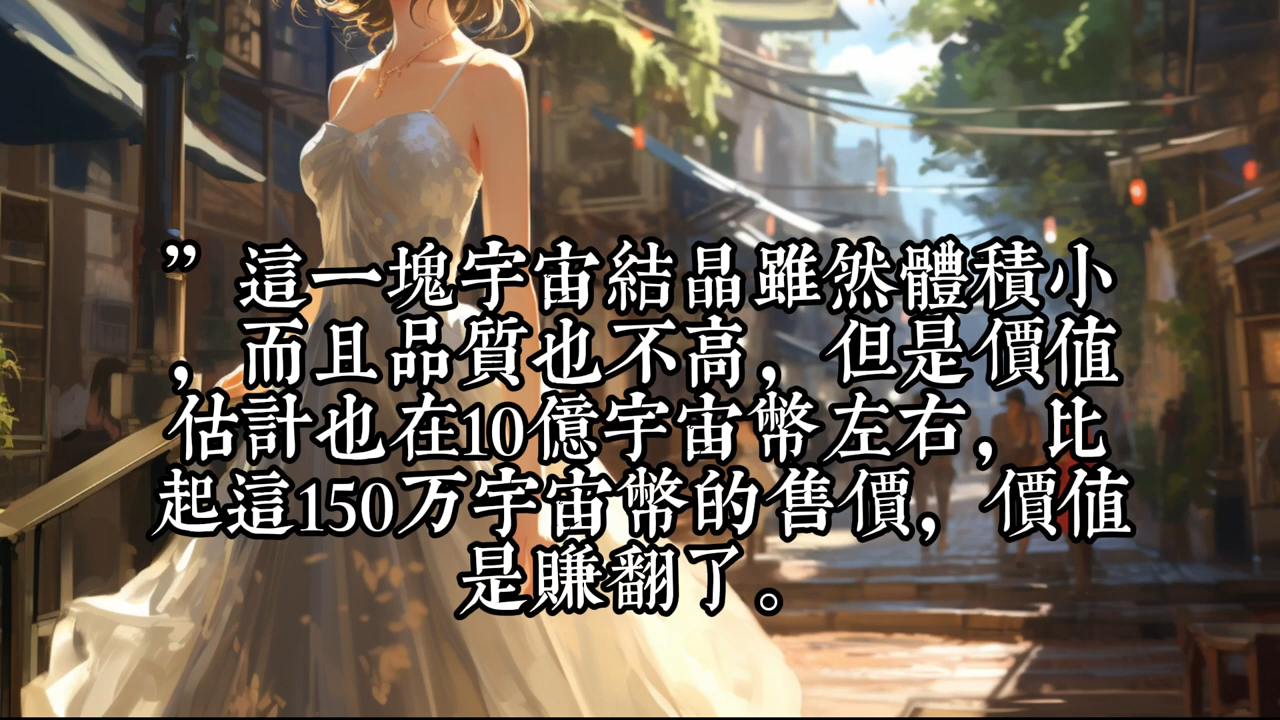 ”這一塊宇宙結晶雖然體積小
，而且品質也不高，但是價值
估計也在10億宇宙幣左右，比
起這150万宇宙幣的售價，價值
是賺翻了。